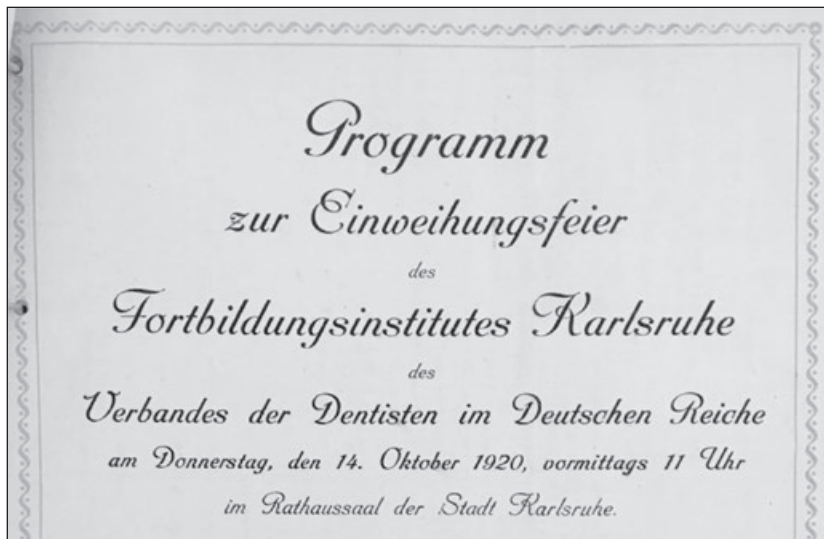 Programm
zur Einweihungsfeier
des
Fortbildungsinstitutes Karlsruhe
des
Verbandes der Dentisten im Deutschen Reiche
am Donnerstag, den 14. Oktober 1920, vormittags 11 Uhr
im Rathaussaal der Stadt Karlsruhe.